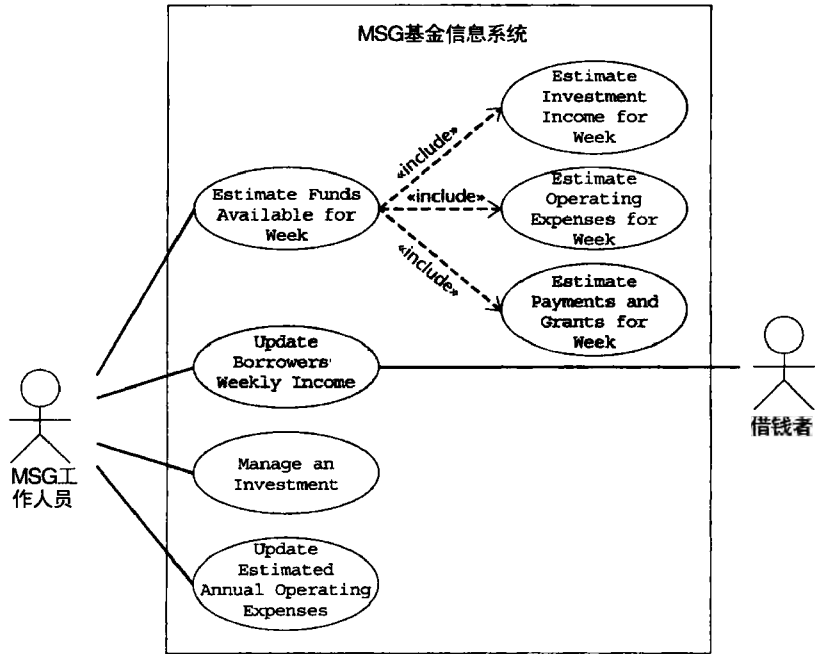 MSG基金信息系统
Estimate
Investment
Income for
Week
«include»
Estimate Funds
Available for
Week
«include»
Estimate
Operating
Expenses for
Week
«include»
Estimate
Payments and
Grants for
Week
Update
Borrowers'
Weekly Income
借钱者
MSG工
作人员
Manage an
Investment
Update
Estimated
Annual Operating
Expenses